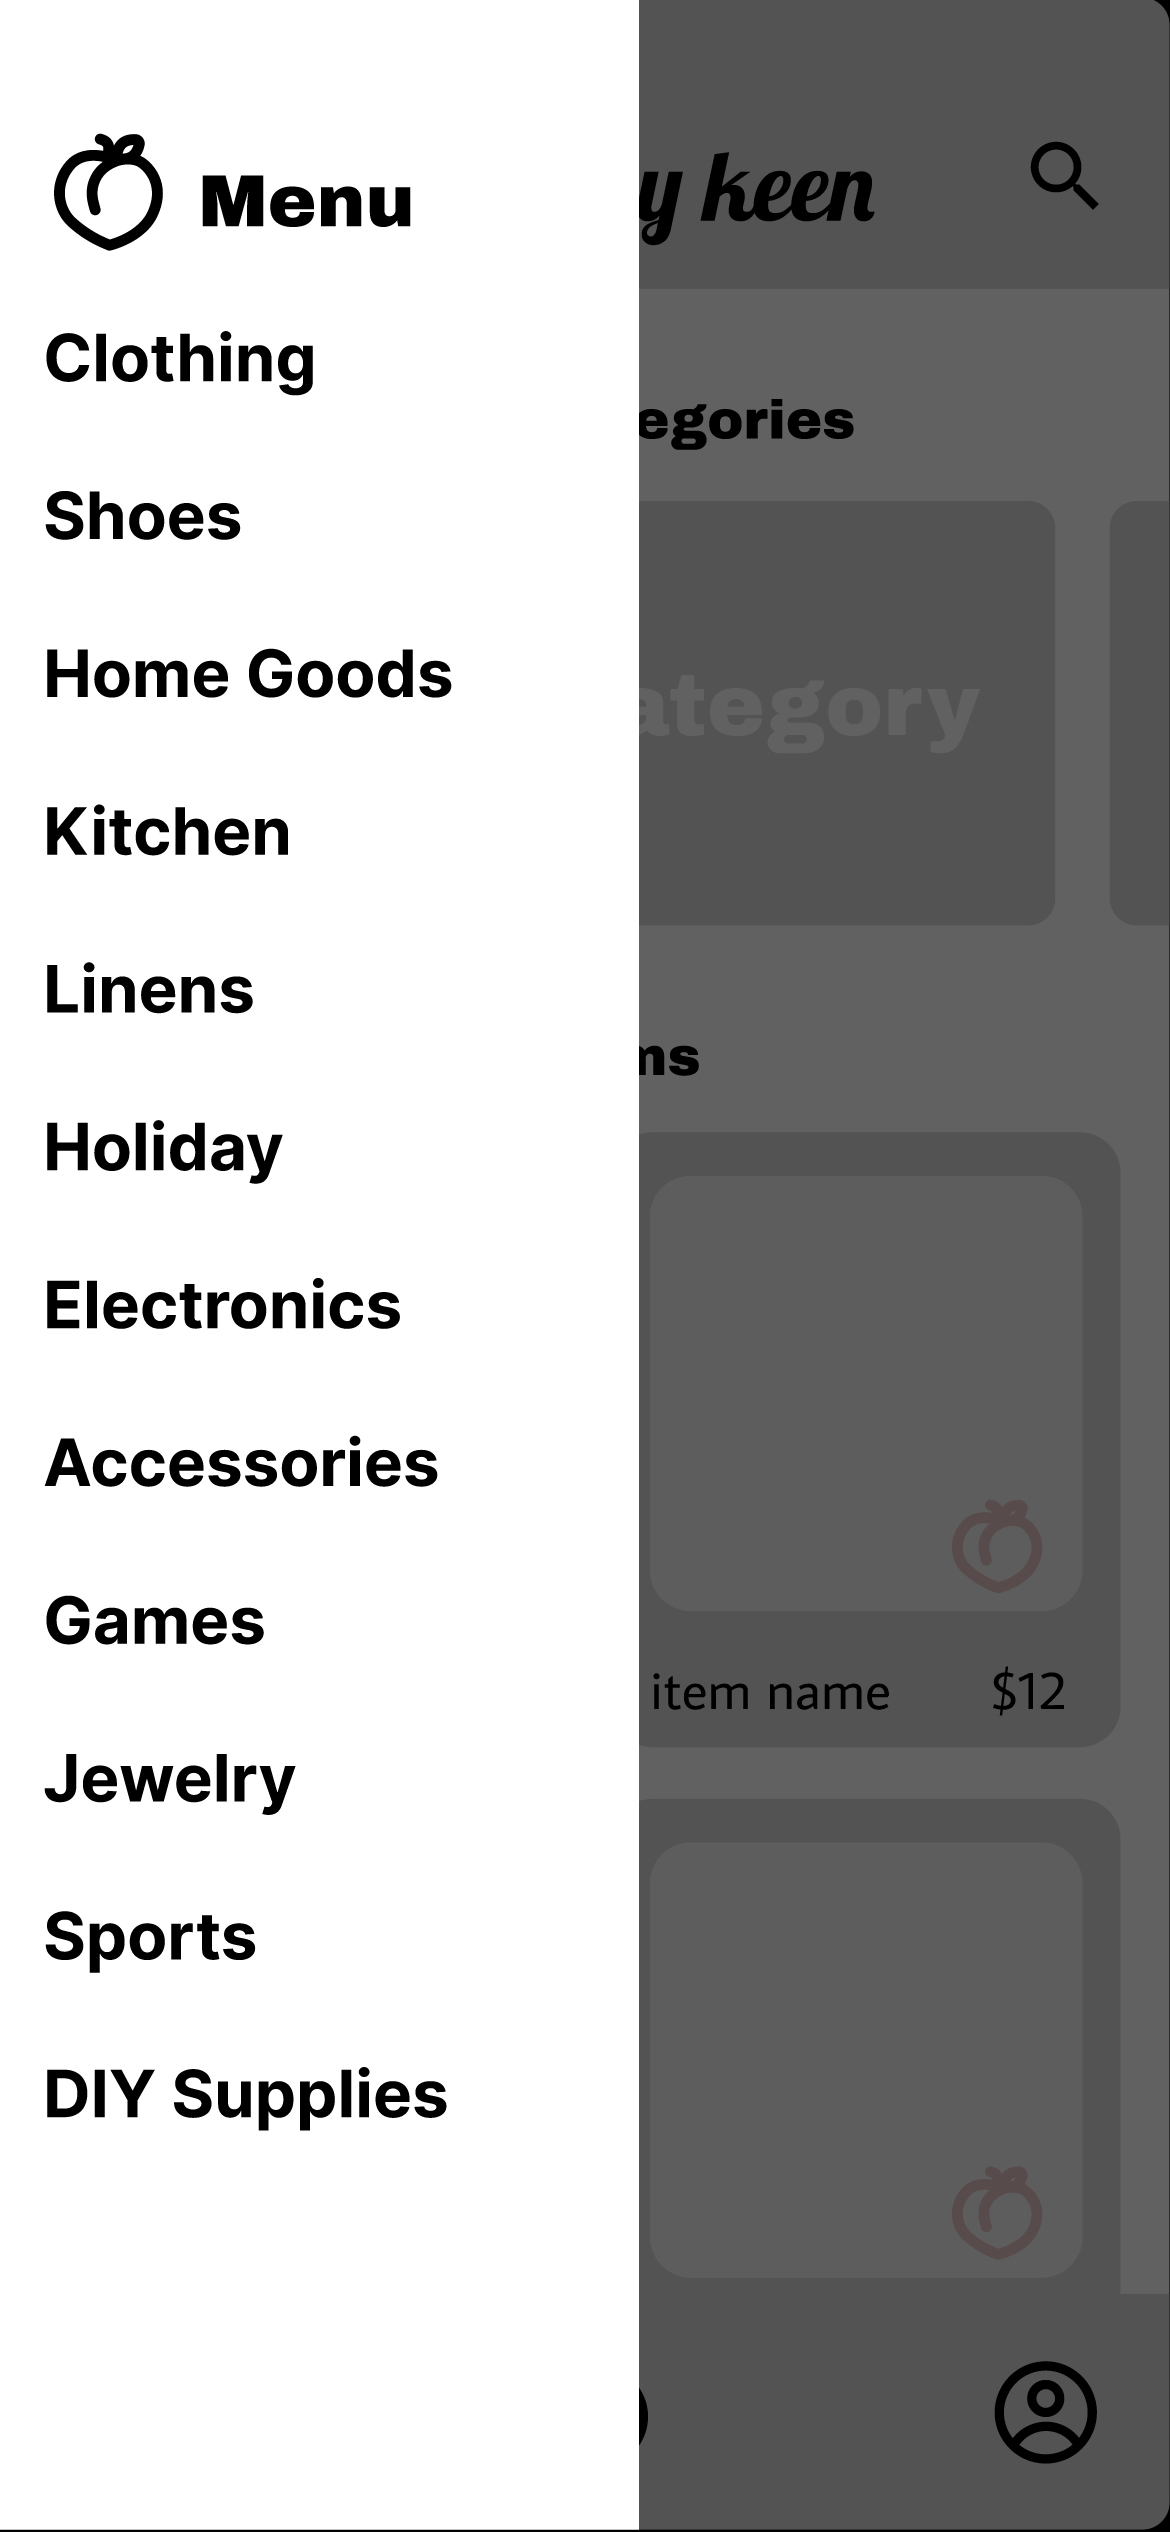 Menu
y keen
Clothing
egories
Shoes
Home Goods
ategory
Kitchen
Linens
ms
Holiday
Electronics
Accessories
Games
item name $12
Jewelry
Sports
DIY Supplies